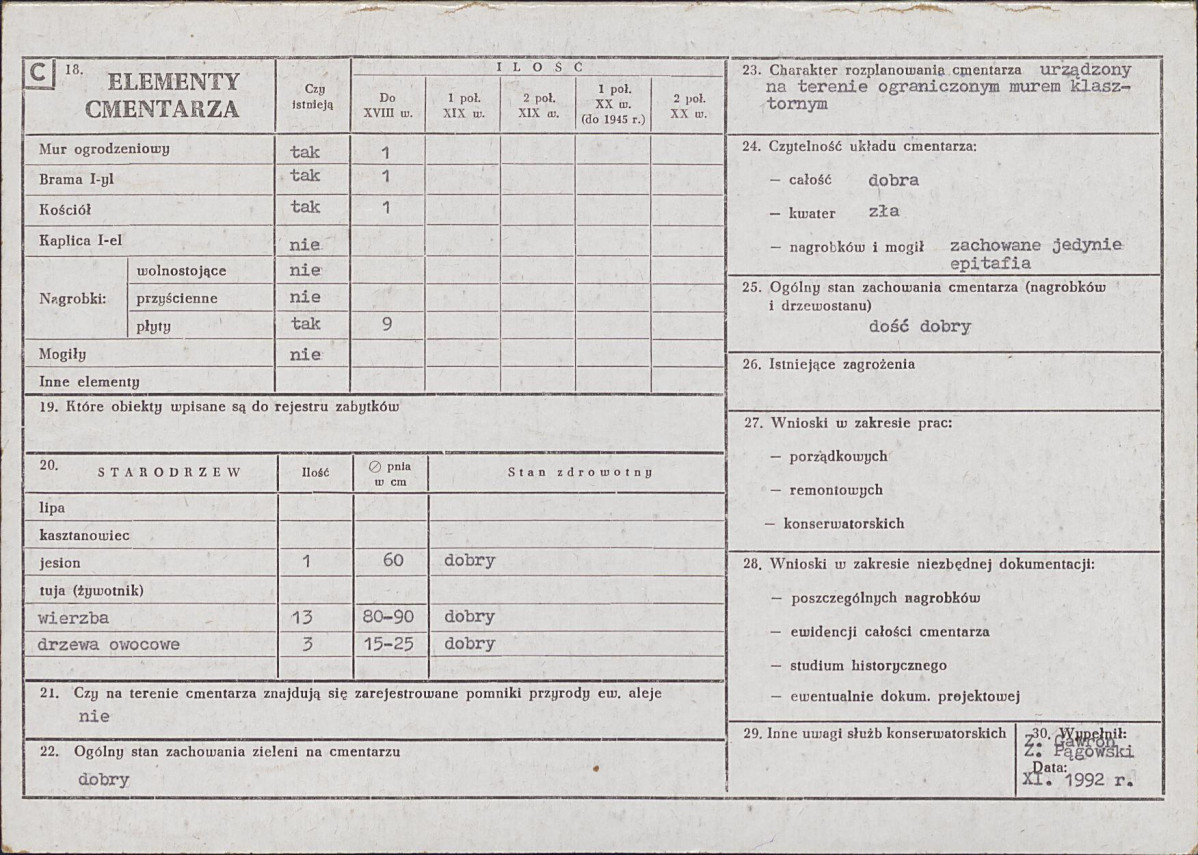 C 18. ELEMENTY CMENTARZA
Czy istnieją
I L O Ś Ć
Do XVIII w.
1 poł. XIX w.
2 poł. XIX w.
1 poł. XX w. (do 1945 r.)
2 poł. XX w.
Mur ogrodzeniowy tak 1
Brama I-yl tak 1
Kościół tak 1
Kaplica I-el nie
Nagrobki:
wolnostojące nie
przyścienne nie
płyty tak 9
Mogiły nie
Inne elementy
19. Które obiekty wpisane są do rejestru zabytków
20. STARODRZEW Ilość ∅ pnia w cm Stan zdrowotny
lipa
kasztanowiec
jesion 1 60 dobry
tuja (żywotnik)
wierzba 13 80-90 dobry
drzewa owocowe 3 15-25 dobry
21. Czy na terenie cmentarza znajdują się zarejestrowane pomniki przyrody ew. aleje
nie
22. Ogólny stan zachowania zieleni na cmentarzu
dobry
23. Charakter rozplanowania cmentarza urządzony
na terenie ograniczonym murem klasz-
tornym
24. Czytelność układu cmentarza:
– całość dobra
– kwater zła
– nagrobków i mogił zachowane jedynie
epitafia
25. Ogólny stan zachowania cmentarza (nagrobków
i drzewostanu)
dość dobry
26. Istniejące zagrożenia
27. Wnioski w zakresie prac:
– porządkowych
– remontowych
– konserwatorskich
28. Wnioski w zakresie niezbędnej dokumentacji:
– poszczególnych nagrobków
– ewidencji całości cmentarza
– studium historycznego
– ewentualnie dokum. projektowej
29. Inne uwagi służb konserwatorskich
30. Wypełnił:
Z. Gawron
Z. Pągowski
Data:
XI. 1992 r.